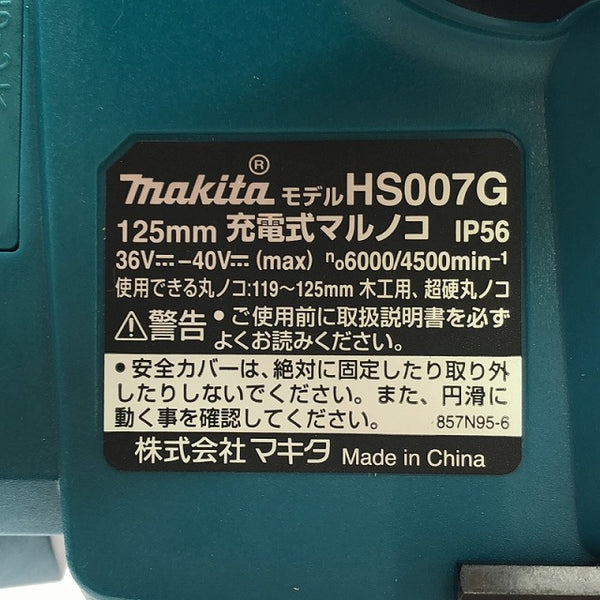 makita® モデル HS007G
125mm 充電式マルノコ IP56
36V⎓-40V⎓ (max) n₀6000/4500min⁻¹
使用できる丸ノコ:119～125mm 木工用、超硬丸ノコ
⚠警告 ●ご使用前に取扱説明書を必ず
よくお読みください。
●安全カバーは、絶対に固定したり取り外
したりしないでください。また、円滑に
動く事を確認してください。 857N95-6
株式会社 マキタ Made in China